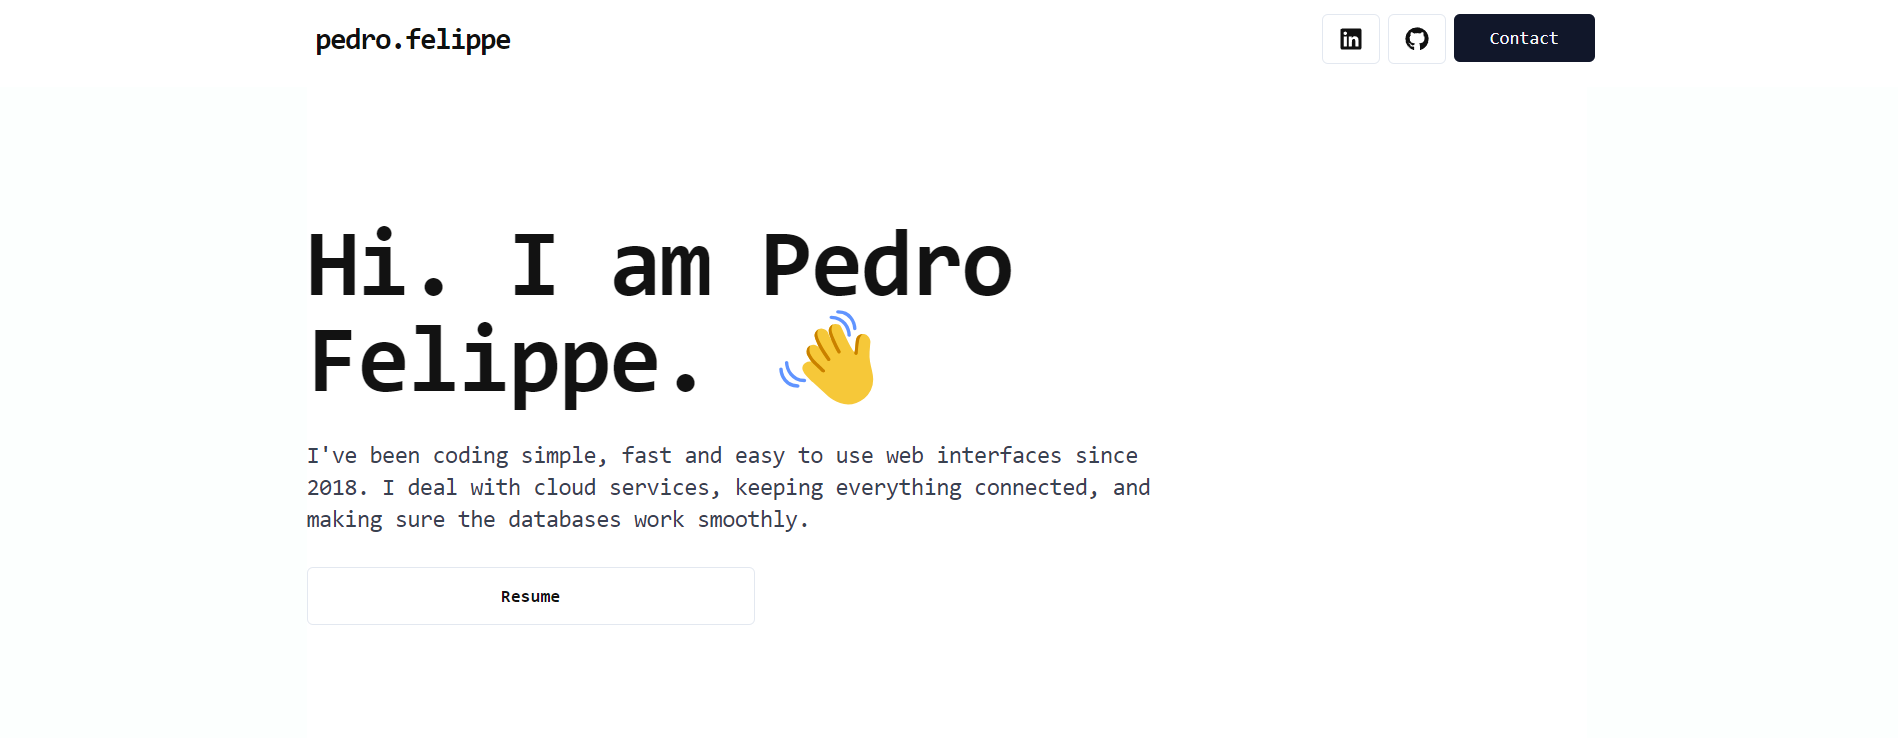 pedro.felippe
Contact
Hi. I am Pedro
Felippe.
I've been coding simple, fast and easy to use web interfaces since
2018. I deal with cloud services, keeping everything connected, and
making sure the databases work smoothly.
Resume